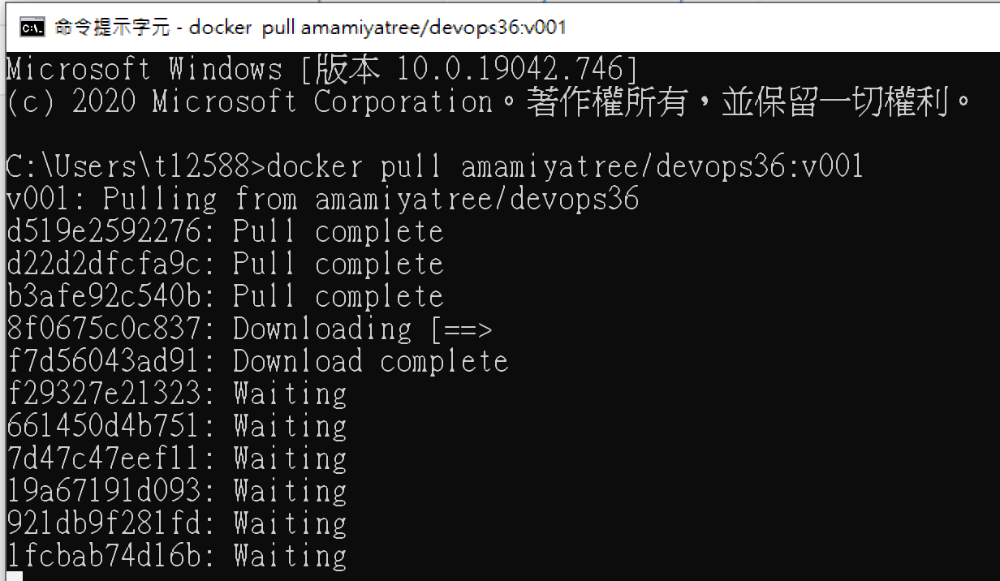 命令提示字元 - docker pull amamiyatree/devops36:v001
Microsoft Windows [版本 10.0.19042.746]
(c) 2020 Microsoft Corporation。著作權所有，並保留一切權利。
C:\Users\t12588>docker pull amamiyatree/devops36:v001
v001: Pulling from amamiyatree/devops36
d519e2592276: Pull complete
d22d2dfcfa9c: Pull complete
b3afe92c540b: Pull complete
8f0675c0c837: Downloading [==>
f7d56043ad91: Download complete
f29327e21323: Waiting
661450d4b751: Waiting
7d47c47eef11: Waiting
19a67191d093: Waiting
921db9f281fd: Waiting
1fcbab74d16b: Waiting